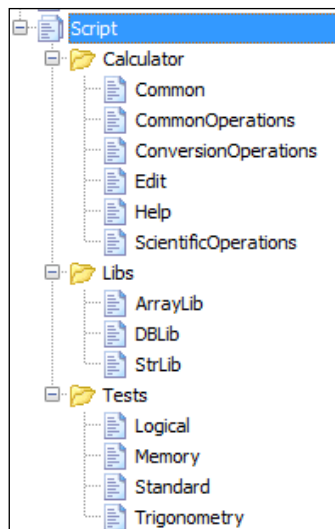 Script
Calculator
Common
CommonOperations
ConversionOperations
Edit
Help
ScientificOperations
Libs
ArrayLib
DBLib
StrLib
Tests
Logical
Memory
Standard
Trigonometry